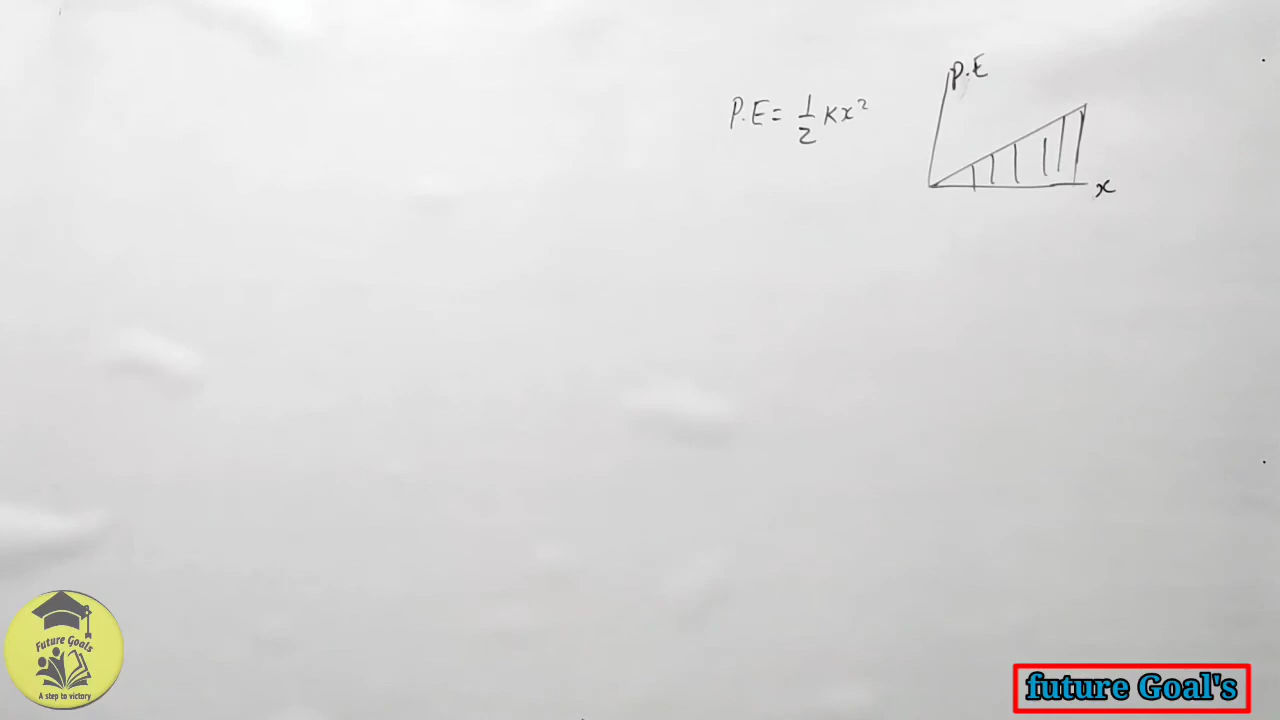 P.E
P.E = 1/2 Kx²
x
Future Goals
A step to victory
future Goal's